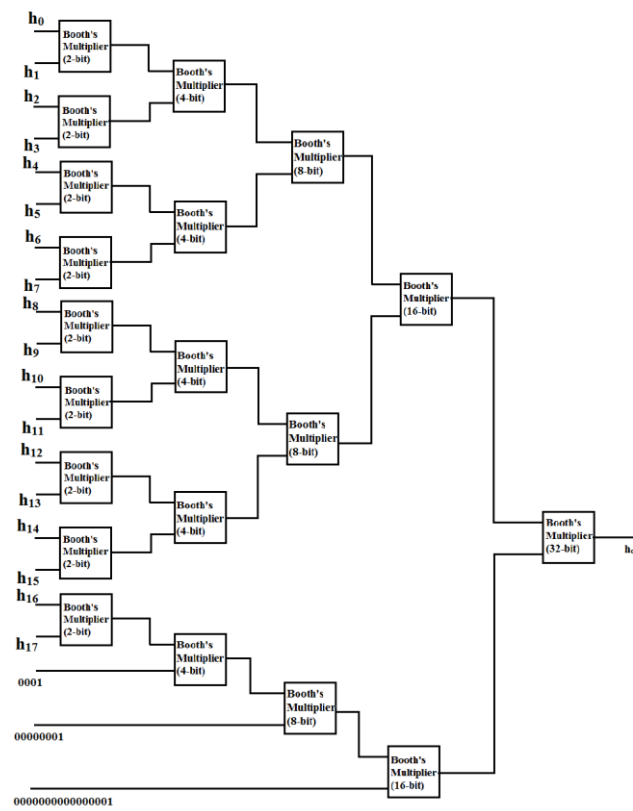 h0
Booth's
Multiplier
(2-bit)
h1
Booth's
Multiplier
(4-bit)
h2
Booth's
Multiplier
(2-bit)
h3
Booth's
Multiplier
(8-bit)
h4
Booth's
Multiplier
(2-bit)
h5
Booth's
Multiplier
(4-bit)
h6
Booth's
Multiplier
(2-bit)
h7
Booth's
Multiplier
(16-bit)
h8
Booth's
Multiplier
(2-bit)
h9
Booth's
Multiplier
(4-bit)
h10
Booth's
Multiplier
(2-bit)
h11
Booth's
Multiplier
(8-bit)
h12
Booth's
Multiplier
(2-bit)
h13
Booth's
Multiplier
(4-bit)
h14
Booth's
Multiplier
(2-bit)
h15
Booth's
Multiplier
(32-bit)
h16
Booth's
Multiplier
(2-bit)
h17
Booth's
Multiplier
(4-bit)
0001
Booth's
Multiplier
(8-bit)
00000001
Booth's
Multiplier
(16-bit)
0000000000000001